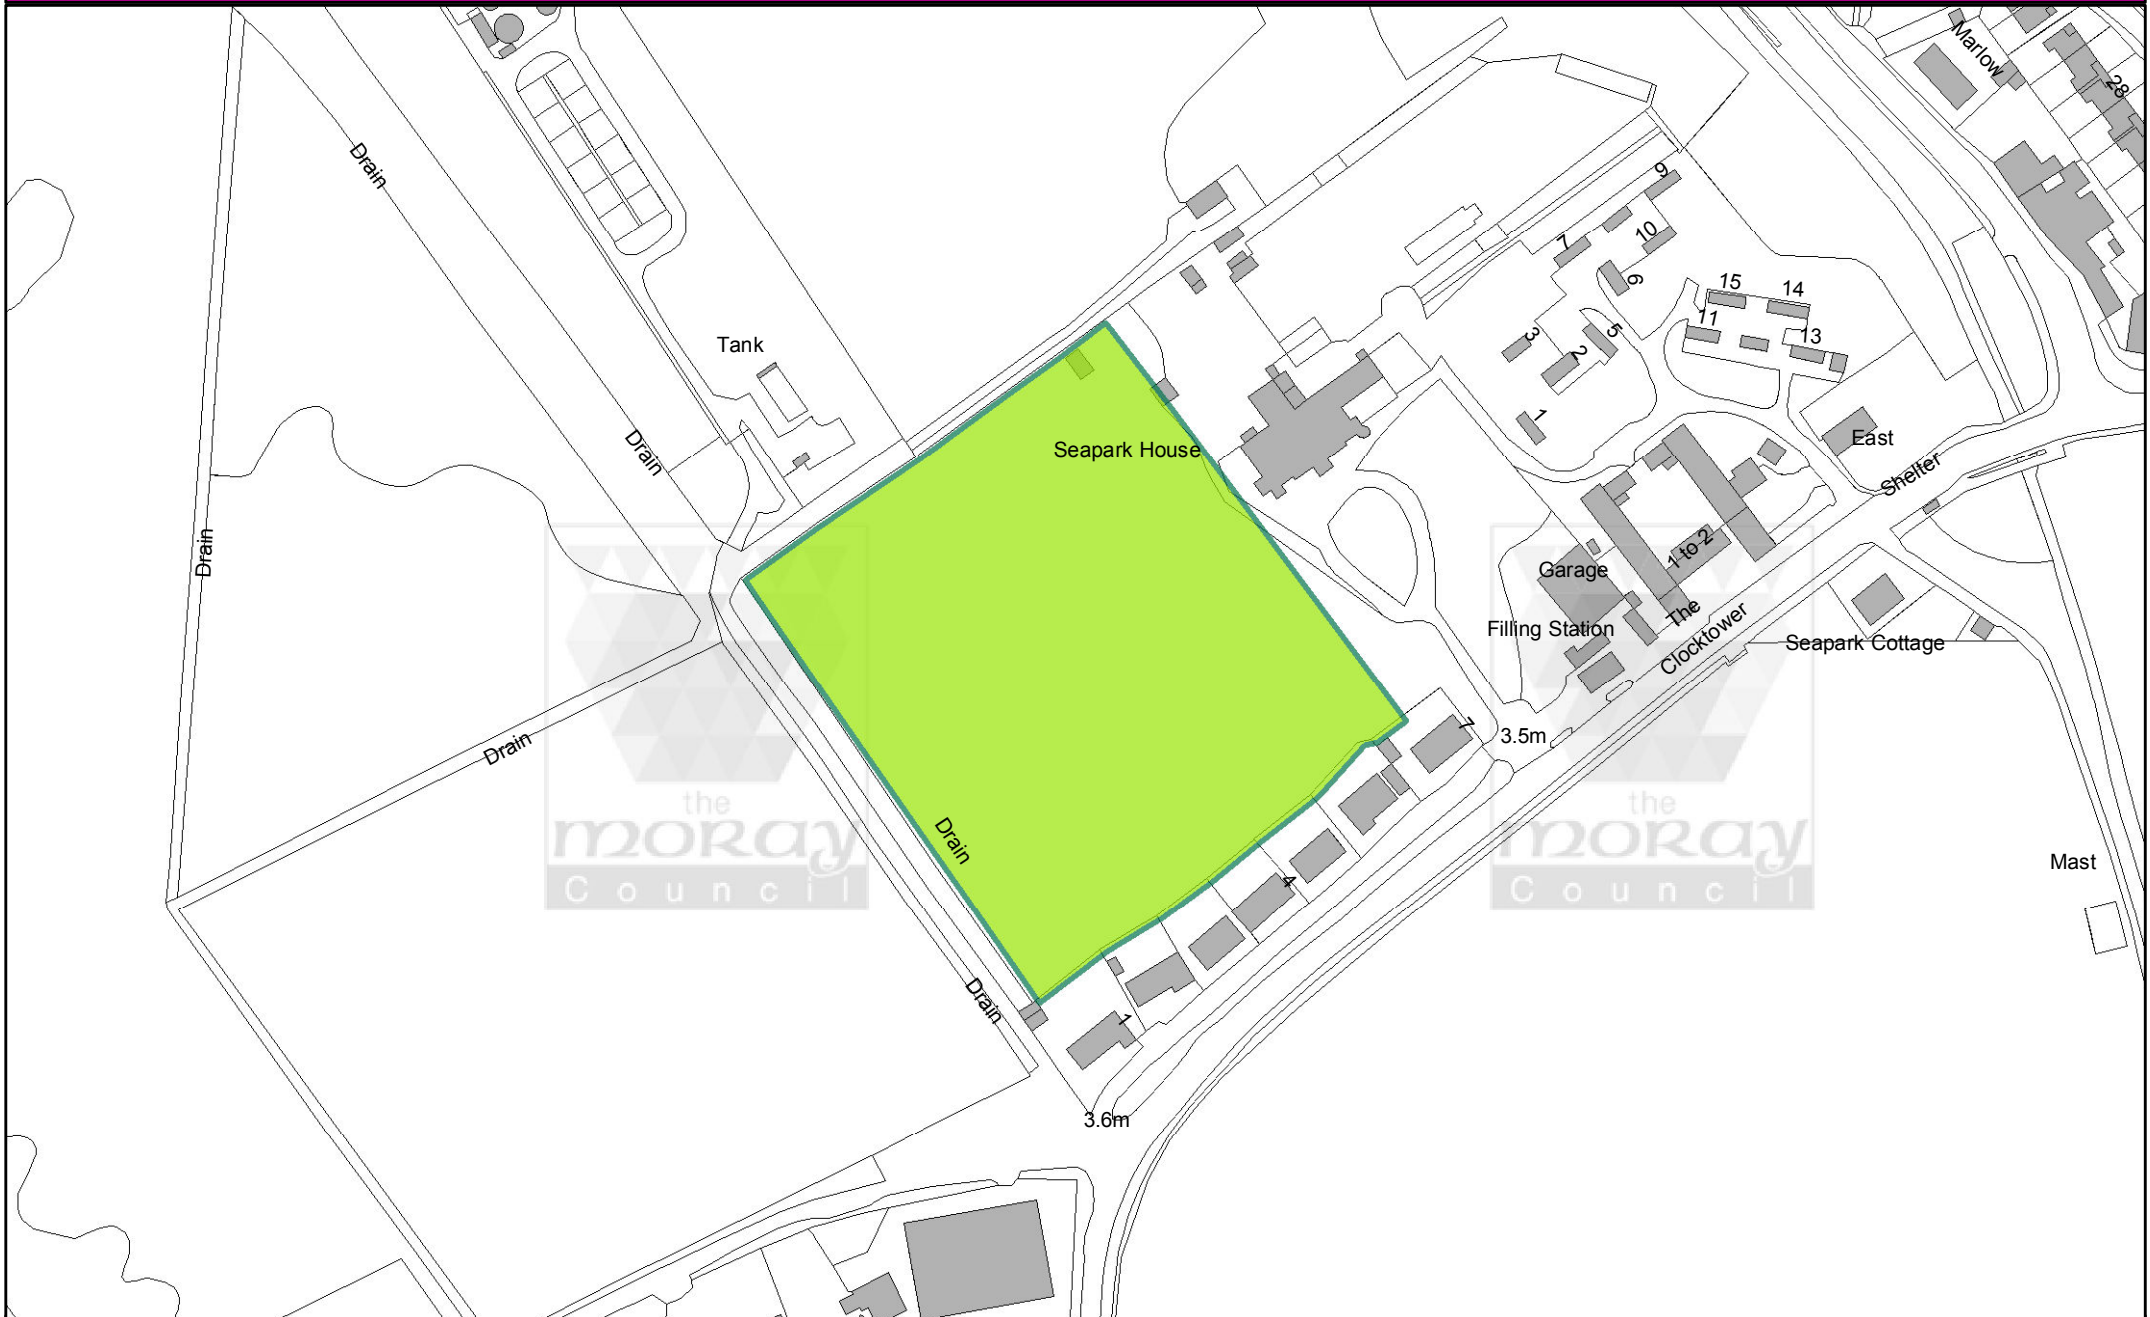 Marlow
28
Drain
9
10
7
6
15
14
Tank
11
13
3
5
2
1
Drain
East
Seapark House
Shelter
Drain
1 to 2
Garage
The
Filling Station
Clocktower
Seapark Cottage
7
3.5m
Drain
the
moray
Council
the
moray
Council
Drain
4
Mast
Drain
1
3.6m